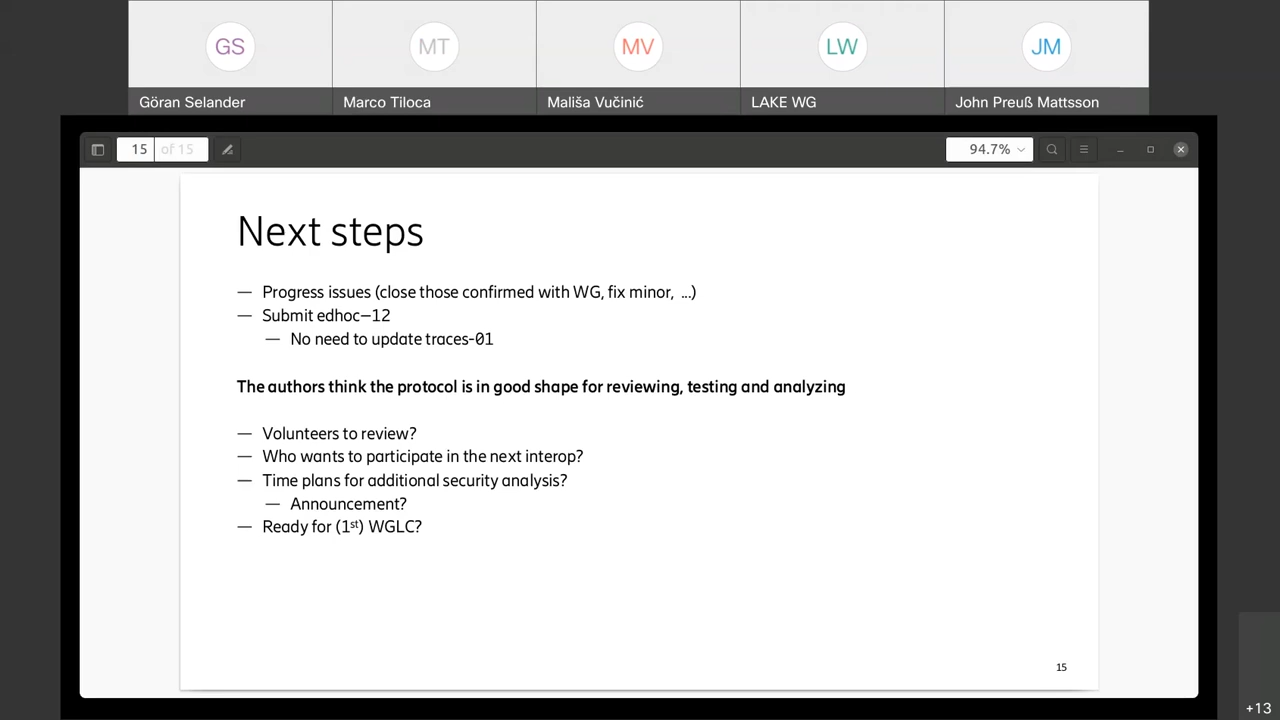 GS
MT
MV
LW
JM
Göran Selander
Marco Tiloca
Mališa Vučinić
LAKE WG
John Preuß Mattsson
15 of 15
94.7%
Next steps
— Progress issues (close those confirmed with WG, fix minor, ...)
— Submit edhoc–12
— No need to update traces-01
The authors think the protocol is in good shape for reviewing, testing and analyzing
— Volunteers to review?
— Who wants to participate in the next interop?
— Time plans for additional security analysis?
— Announcement?
— Ready for (1st) WGLC?
15
+13